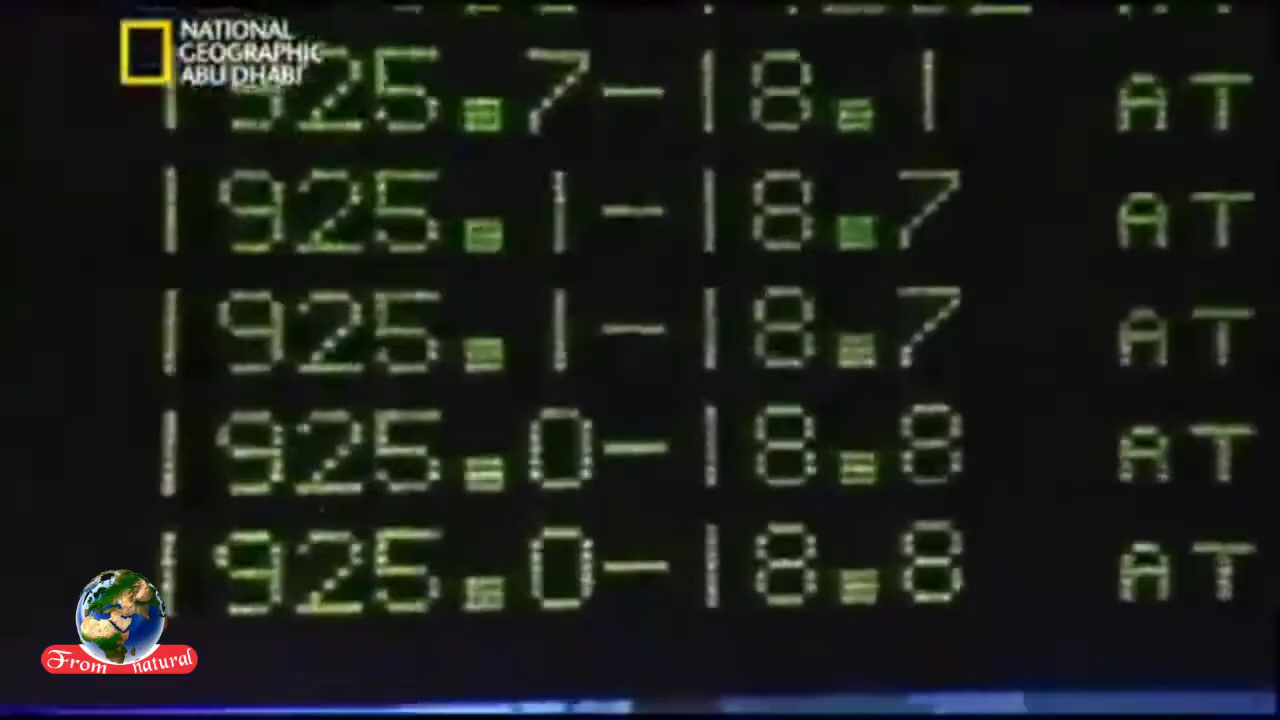 NATIONAL
GEOGRAPHIC
ABU DHABI
1925.7-18.1 AT
1925.1-18.7 AT
1925.1-18.7 AT
1925.0-18.8 AT
1925.0-18.8 AT
From natural